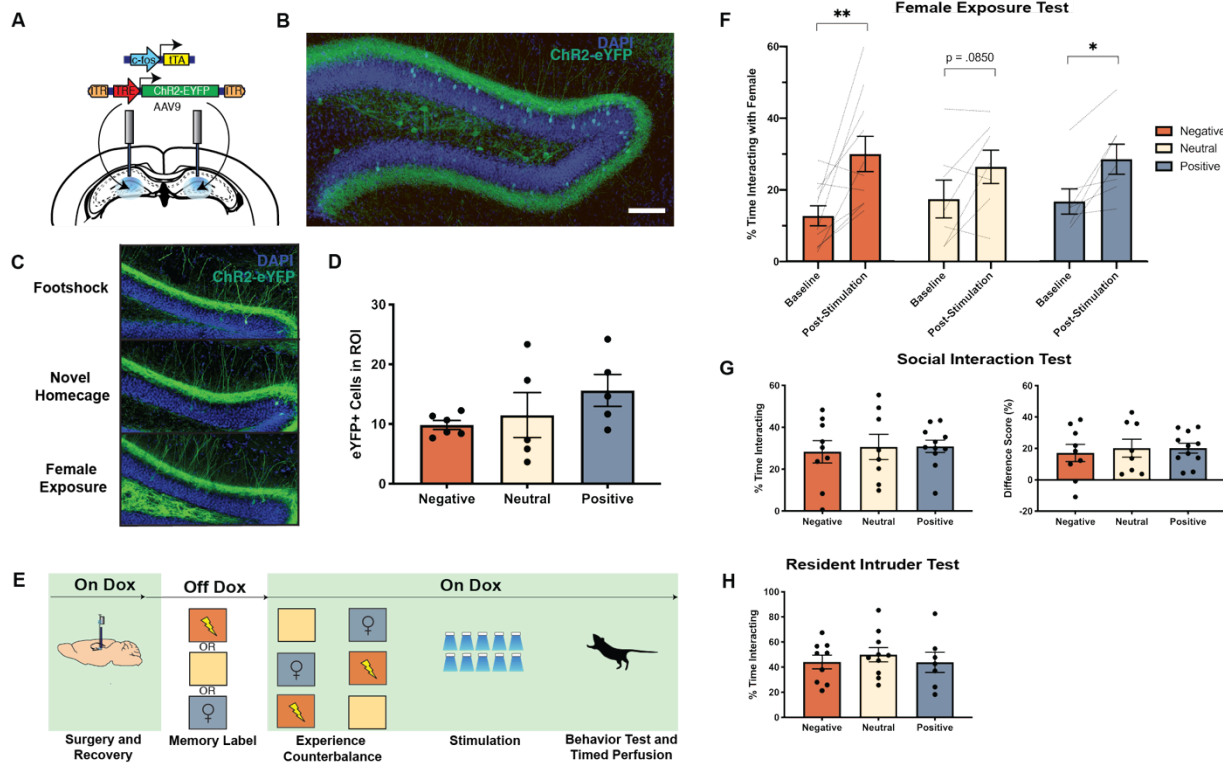 A
c-fos
tTA
ITR
TRE
ChR2-EYFP
ITR
AAV9
B
DAPI
ChR2-eYFP
C
DAPI
ChR2-eYFP
Footshock
Novel
Homecage
Female
Exposure
D
eYFP+ Cells in ROI
30
20
10
0
Negative
Neutral
Positive
E
On Dox
Off Dox
On Dox
OR
OR
Surgery and
Recovery
Memory Label
Experience
Counterbalance
Stimulation
Behavior Test and
Timed Perfusion
F
Female Exposure Test
% Time Interacting with Female
60
40
20
0
**
p = .0850
*
Baseline
Post-Stimulation
Baseline
Post-Stimulation
Baseline
Post-Stimulation
Negative
Neutral
Positive
G
Social Interaction Test
% Time Interacting
60
40
20
0
Negative
Neutral
Positive
Difference Score (%)
60
40
20
0
-20
Negative
Neutral
Positive
H
Resident Intruder Test
% Time Interacting
100
80
60
40
20
0
Negative
Neutral
Positive